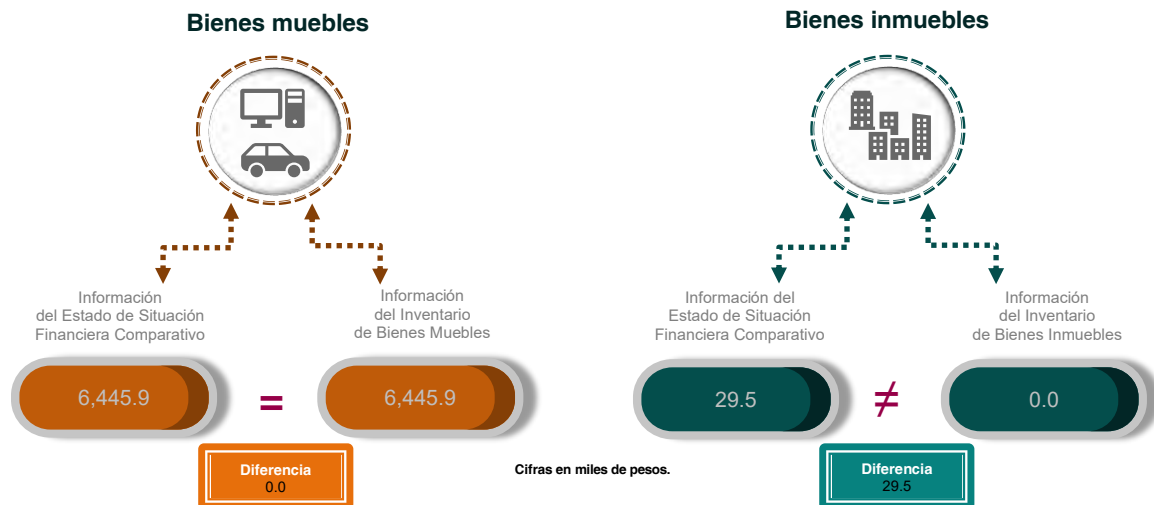 Bienes muebles
Información
del Estado de Situación
Financiera Comparativo
Información
del Inventario
de Bienes Muebles
6,445.9
=
6,445.9
Diferencia
0.0
Cifras en miles de pesos.
Bienes inmuebles
Información del
Estado de Situación
Financiera Comparativo
Información
del Inventario
de Bienes Inmuebles
29.5
≠
0.0
Diferencia
29.5